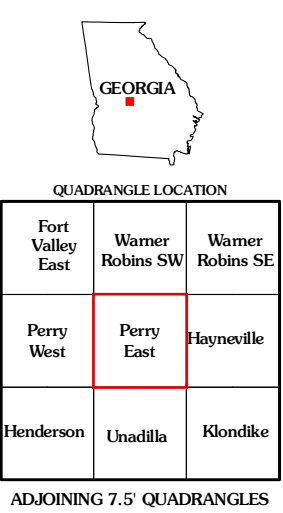 GEORGIA
QUADRANGLE LOCATION
Fort
Valley
East
Warner
Robins SW
Warner
Robins SE
Perry
West
Perry
East
Hayneville
Henderson
Unadilla
Klondike
ADJOINING 7.5' QUADRANGLES